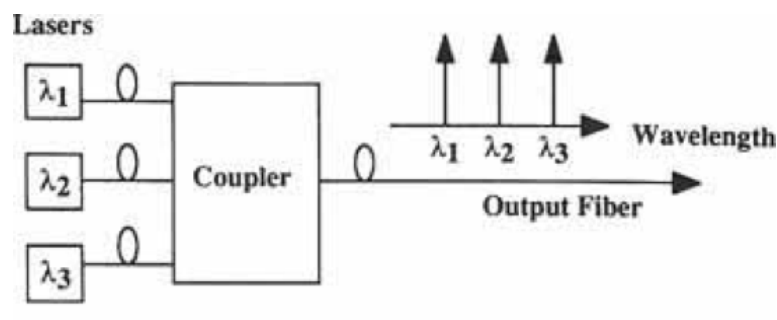 Lasers
λ1
λ2
λ3
Coupler
λ1 λ2 λ3
Wavelength
Output Fiber